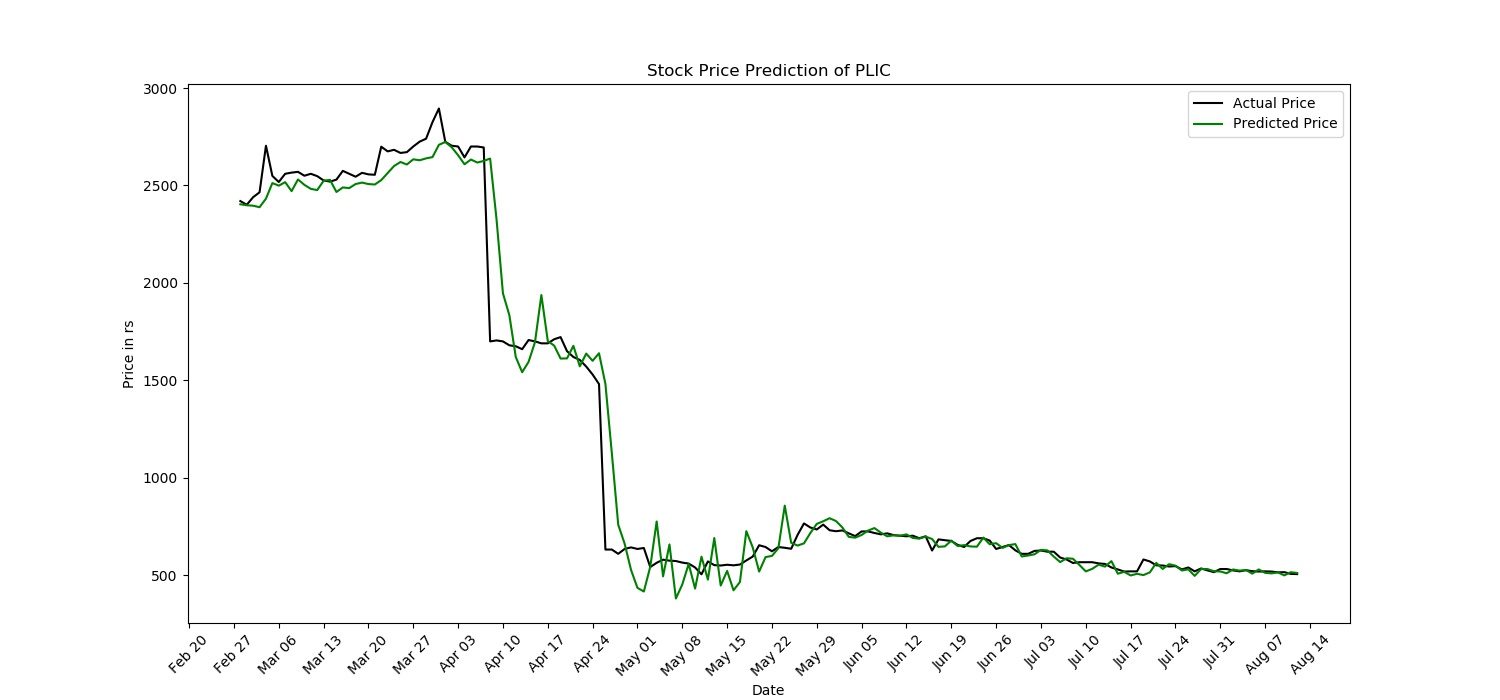 Stock Price Prediction of PLIC
Actual Price
Predicted Price
Price in rs
3000
2500
2000
1500
1000
500
Feb 20
Feb 27
Mar 06
Mar 13
Mar 20
Mar 27
Apr 03
Apr 10
Apr 17
Apr 24
May 01
May 08
May 15
May 22
May 29
Jun 05
Jun 12
Jun 19
Jun 26
Jul 03
Jul 10
Jul 17
Jul 24
Jul 31
Aug 07
Aug 14
Date